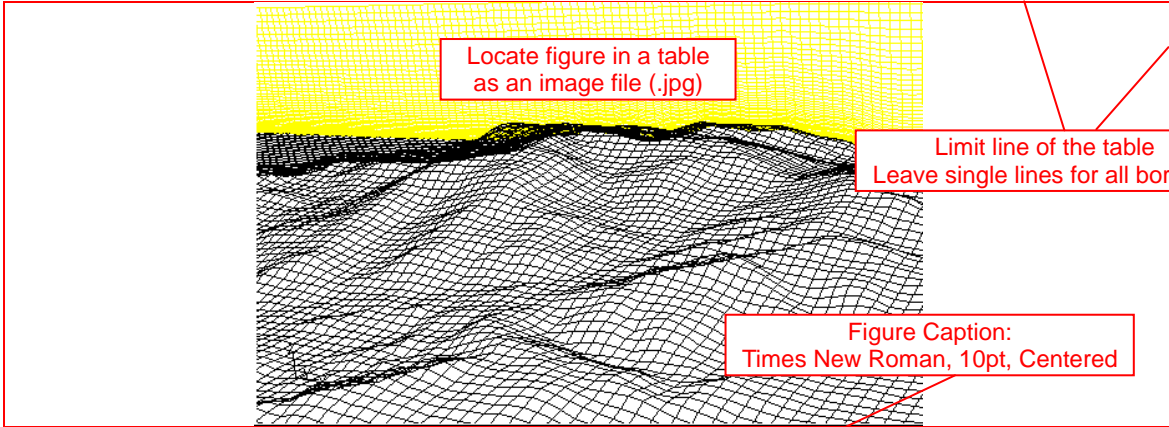 Locate figure in a table
as an image file (.jpg)
Limit line of the table
Leave single lines for all
Figure Caption:
Times New Roman, 10pt, Centered